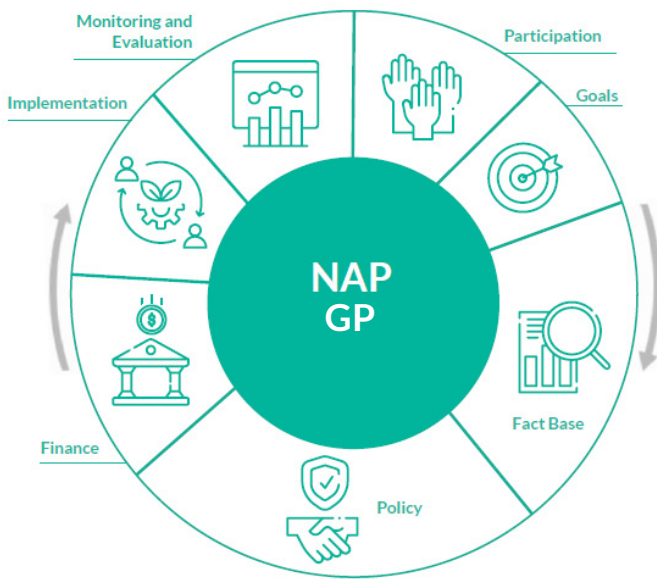 Monitoring and
Evaluation
Participation
Implementation
Goals
NAP
GP
$
Fact Base
Finance
Policy